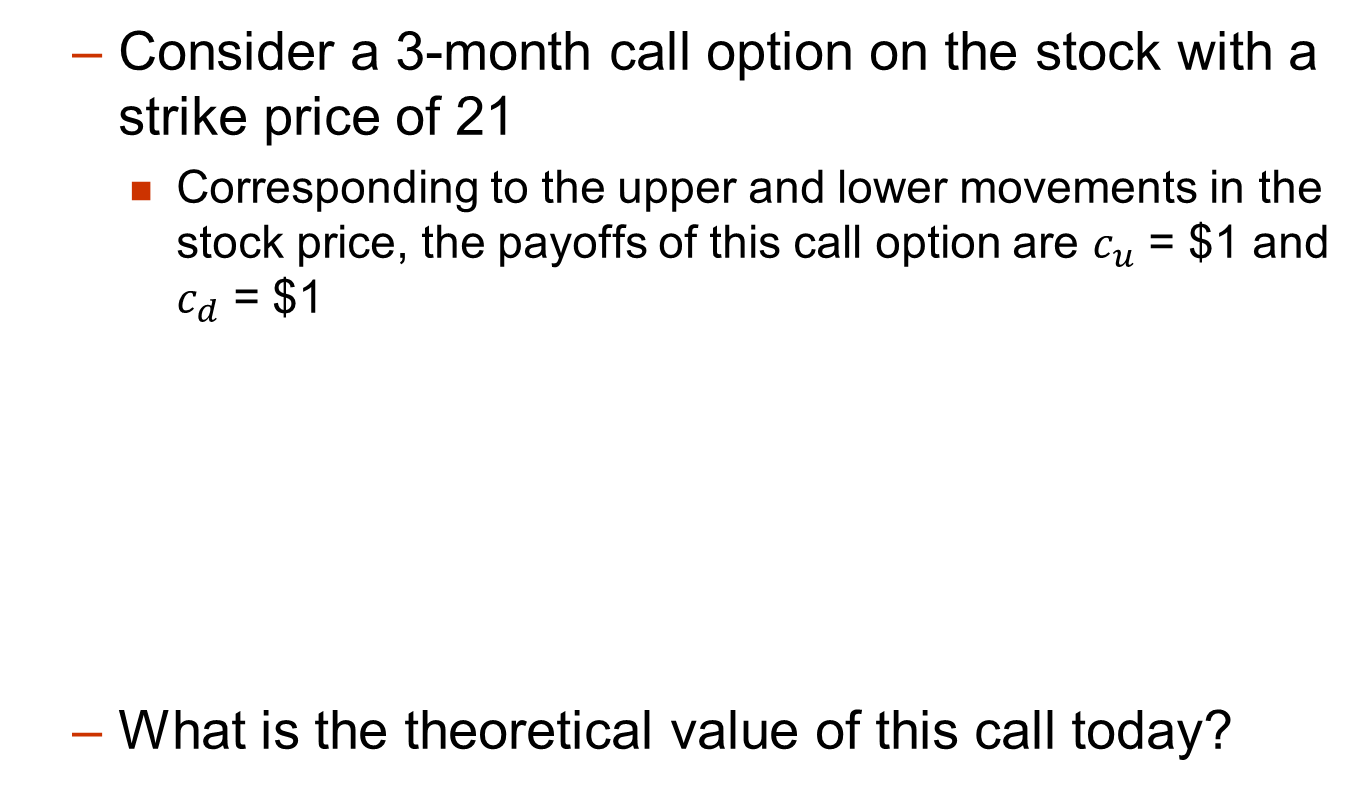 – Consider a 3-month call option on the stock with a
strike price of 21
▪ Corresponding to the upper and lower movements in the
stock price, the payoffs of this call option are c_u = $1 and
c_d = $1
– What is the theoretical value of this call today?